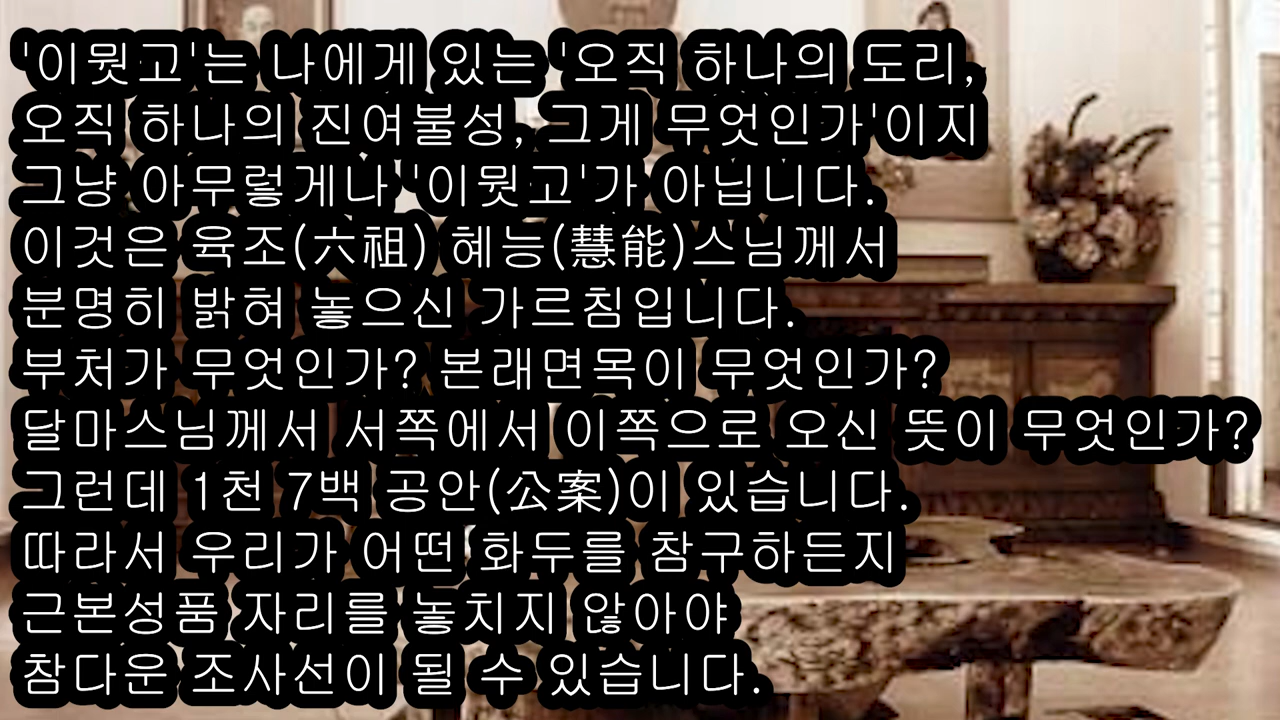 '이뭣고'는 나에게 있는 '오직 하나의 도리,
오직 하나의 진여불성, 그게 무엇인가'이지
그냥 아무렇게나 '이뭣고'가 아닙니다.
이것은 육조(六祖) 혜능(慧能)스님께서
분명히 밝혀 놓으신 가르침입니다.
부처가 무엇인가? 본래면목이 무엇인가?
달마스님께서 서쪽에서 이쪽으로 오신 뜻이 무엇인가?
그런데 1천 7백 공안(公案)이 있습니다.
따라서 우리가 어떤 화두를 참구하든지
근본성품 자리를 놓치지 않아야
참다운 조사선이 될 수 있습니다.